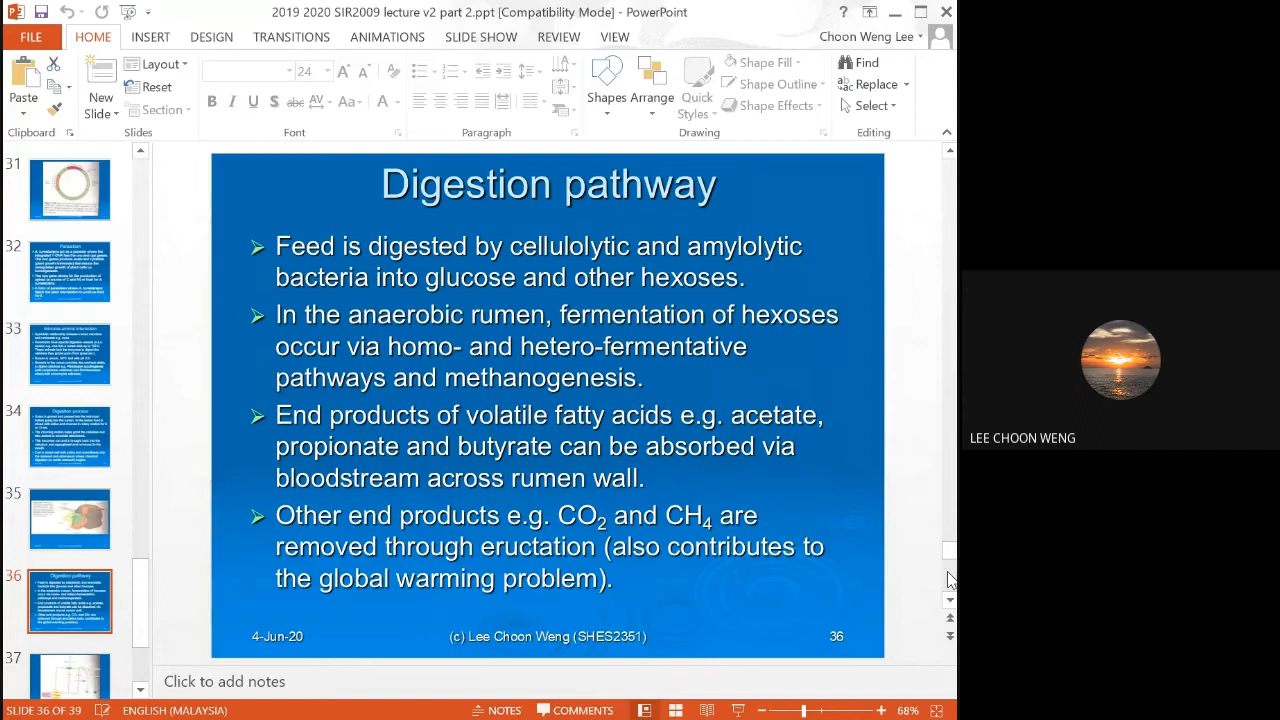 2019 2020 SIR2009 lecture v2 part 2.ppt [Compatibility Mode] - PowerPoint
FILE HOME INSERT DESIGN TRANSITIONS ANIMATIONS SLIDE SHOW REVIEW VIEW Choon Weng Lee
Paste
Clipboard
New Slide
Layout
Reset
Section
Slides
24
Font
Paragraph
Shapes Arrange Quick Styles
Shape Fill
Shape Outline
Shape Effects
Drawing
Find
Replace
Select
Editing
31
32
33
34
Digestion process
35
36
Digestion pathway
37
Digestion pathway
Feed is digested by cellulolytic and amylolytic
bacteria into glucose and other hexoses.
In the anaerobic rumen, fermentation of hexoses
occur via homo- and hetero-fermentative
pathways and methanogenesis.
End products of volatile fatty acids e.g. acetate,
propionate and butyrate can be absorbed via
bloodstream across rumen wall.
Other end products e.g. CO2 and CH4 are
removed through eructation (also contributes to
the global warming problem).
4-Jun-20 (c) Lee Choon Weng (SHES2351) 36
Click to add notes
SLIDE 36 OF 39 ENGLISH (MALAYSIA) NOTES COMMENTS 68%
LEE CHOON WENG